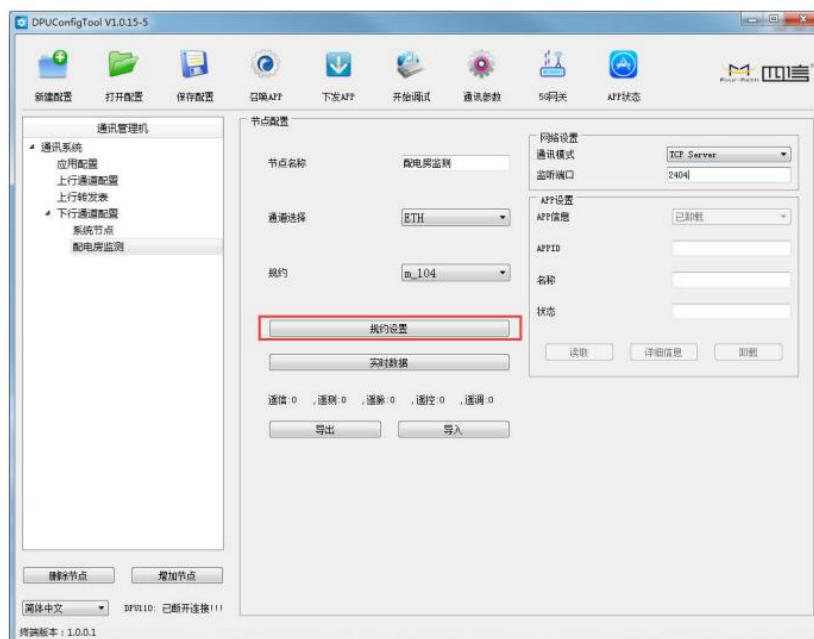 DPUConfigTool V1.0.15-5
新建配置 打开配置 保存配置 召唤APP 下发APP 开始调试 通讯参数 5G网关 APP状态 Four-Faith 四信
通讯管理机
通讯系统
应用配置
上行通道配置
上行转发表
下行通道配置
系统节点
配电房监测
删除节点 增加节点
简体中文 DPU110: 已断开连接!!!
终端版本：1.0.0.1
节点配置
节点名称 配电房监测
通道选择 ETH
规约 m_104
规约设置
实时数据
遥信:0 ,遥测:0 ,遥脉:0 ,遥控:0 ,遥调:0
导出 导入
网络设置
通讯模式 TCP Server
监听端口 2404
APP设置
APP信息 已卸载
APPID
名称
状态
读取 详细信息 卸载